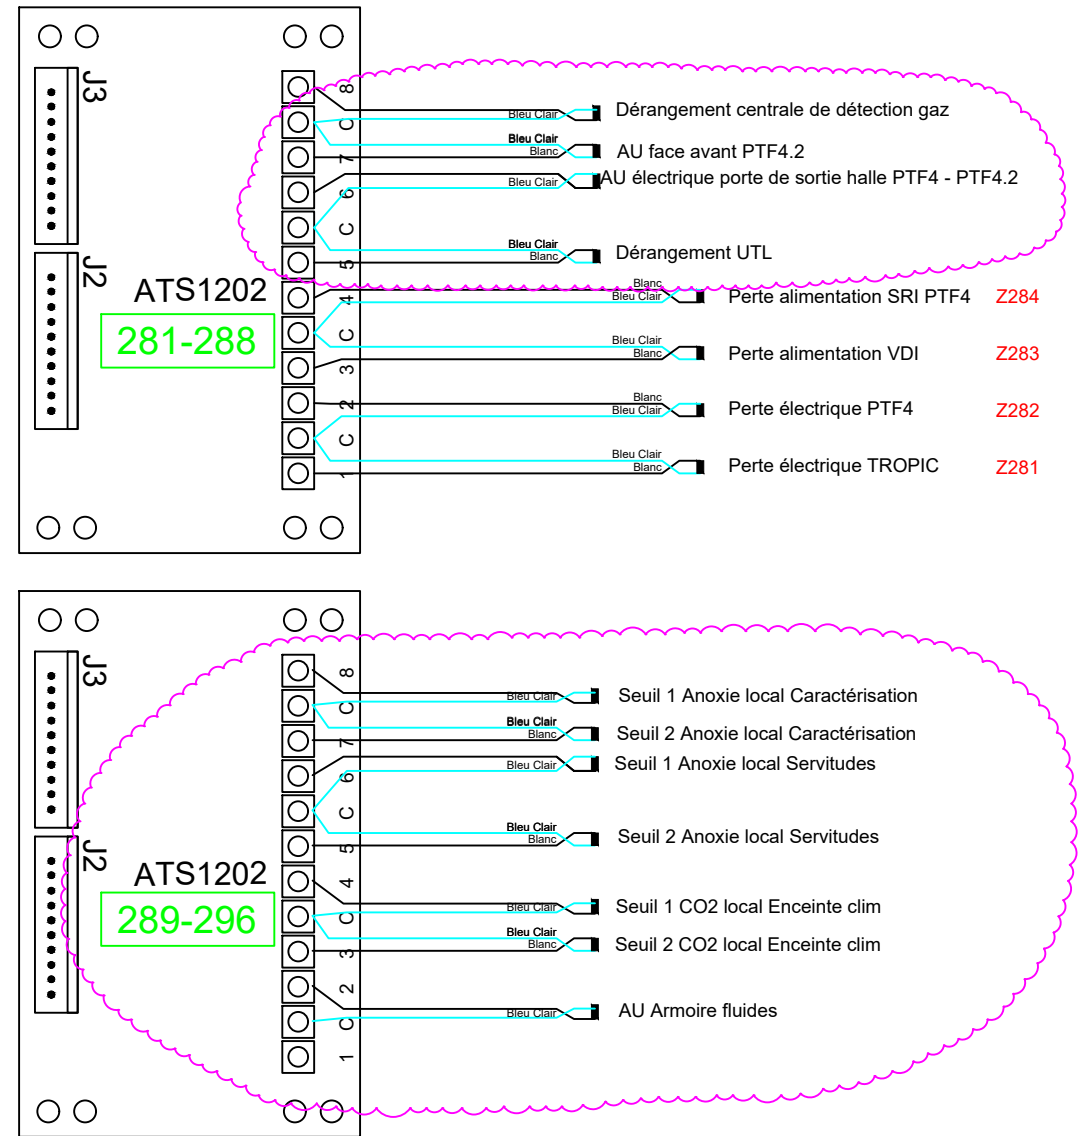 J3
8
Bleu Clair
Dérangement centrale de détection gaz
C
Bleu Clair
Blanc
AU face avant PTF4.2
7
Bleu Clair
AU électrique porte de sortie halle PTF4 - PTF4.2
6
C
Bleu Clair
Blanc
Dérangement UTL
5
J2
ATS1202
281-288
Blanc
Bleu Clair
Perte alimentation SRI PTF4
Z284
4
C
Bleu Clair
Blanc
Perte alimentation VDI
Z283
3
Blanc
Bleu Clair
Perte électrique PTF4
Z282
2
C
Bleu Clair
Blanc
Perte électrique TROPIC
Z281
1
J3
8
Bleu Clair
Seuil 1 Anoxie local Caractérisation
C
Bleu Clair
Blanc
Seuil 2 Anoxie local Caractérisation
7
Bleu Clair
Seuil 1 Anoxie local Servitudes
6
C
Bleu Clair
Blanc
Seuil 2 Anoxie local Servitudes
5
J2
ATS1202
289-296
4
Bleu Clair
Seuil 1 CO2 local Enceinte clim
C
Bleu Clair
Blanc
Seuil 2 CO2 local Enceinte clim
3
2
Bleu Clair
AU Armoire fluides
C
1